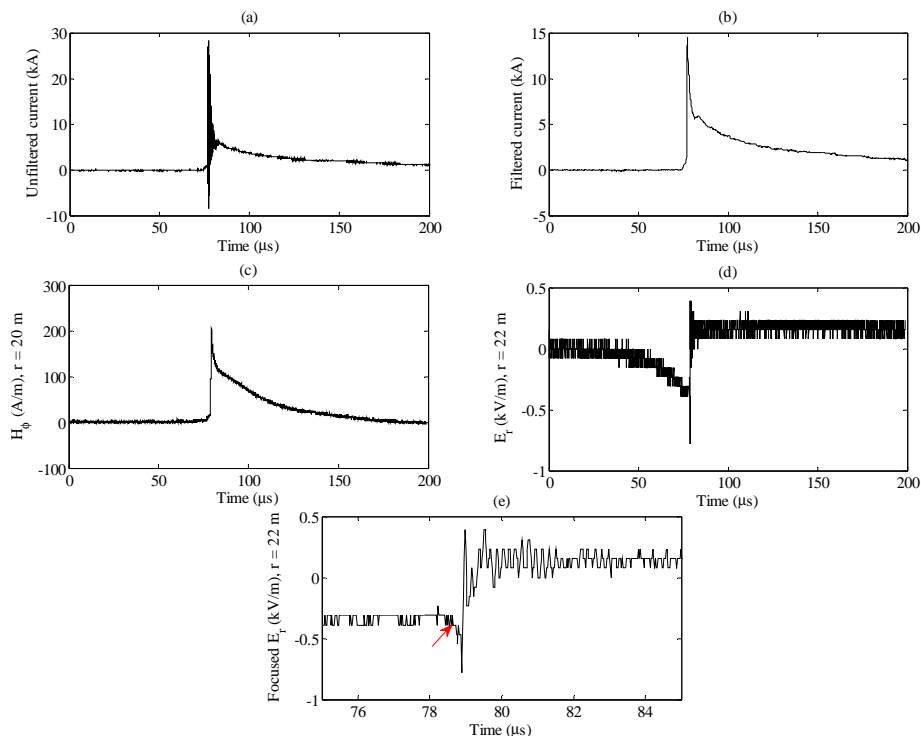 (a)
30
20
10
0
-10
Unfiltered current (kA)
0 50 100 150 200
Time (μs)
(b)
15
10
5
0
-5
Filtered current (kA)
0 50 100 150 200
Time (μs)
(c)
300
200
100
0
-100
H_ϕ (A/m), r = 20 m
0 50 100 150 200
Time (μs)
(d)
0.5
0
-0.5
-1
E_r (kV/m), r = 22 m
0 50 100 150 200
Time (μs)
(e)
0.5
0
-0.5
-1
Focused E_r (kV/m), r = 22 m
76 78 80 82 84
Time (μs)